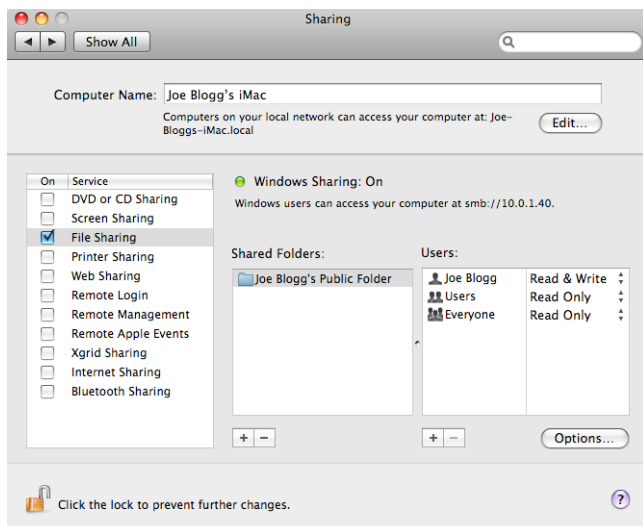 Sharing
Show All
Computer Name: Joe Blogg's iMac
Computers on your local network can access your computer at: Joe-
Bloggs-iMac.local
Edit...
On Service
DVD or CD Sharing
Screen Sharing
File Sharing
Printer Sharing
Web Sharing
Remote Login
Remote Management
Remote Apple Events
Xgrid Sharing
Internet Sharing
Bluetooth Sharing
Windows Sharing: On
Windows users can access your computer at smb://10.0.1.40.
Shared Folders:
Joe Blogg's Public Folder
Users:
Joe Blogg Read & Write
Users Read Only
Everyone Read Only
+ −
+ −
Options...
Click the lock to prevent further changes.
?